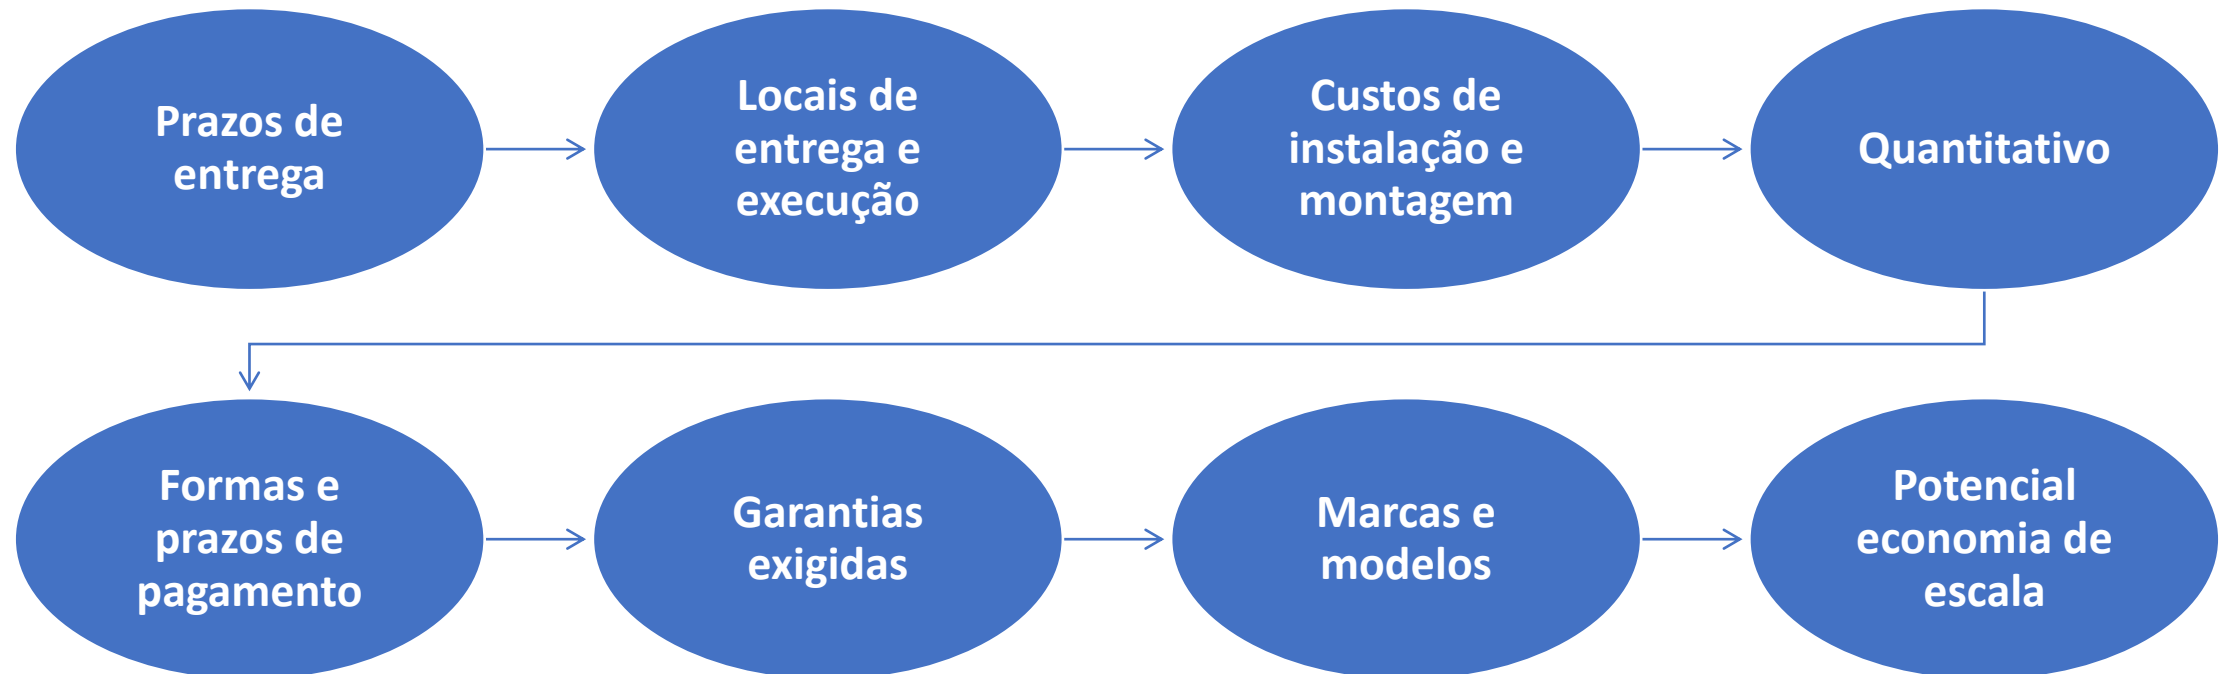 Prazos de
entrega
Locais de
entrega e
execução
Custos de
instalação e
montagem
Quantitativo
Formas e
prazos de
pagamento
Garantias
exigidas
Marcas e
modelos
Potencial
economia de
escala